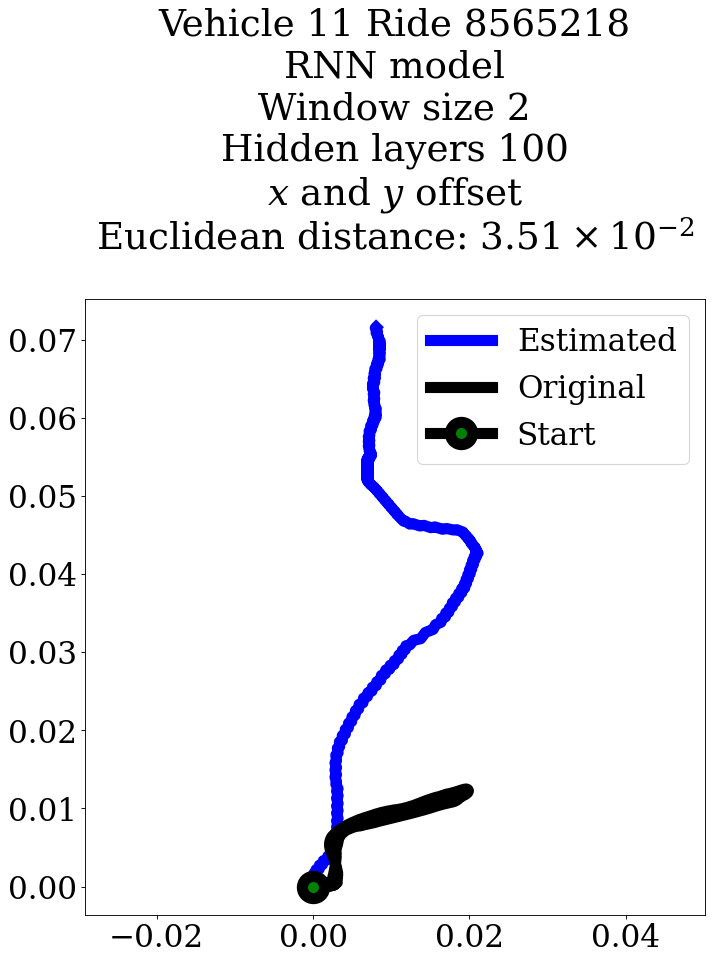 Vehicle 11 Ride 8565218
RNN model
Window size 2
Hidden layers 100
x and y offset
Euclidean distance: 3.51 × 10⁻²
Estimated
Original
Start
0.07
0.06
0.05
0.04
0.03
0.02
0.01
0.00
−0.02 0.00 0.02 0.04